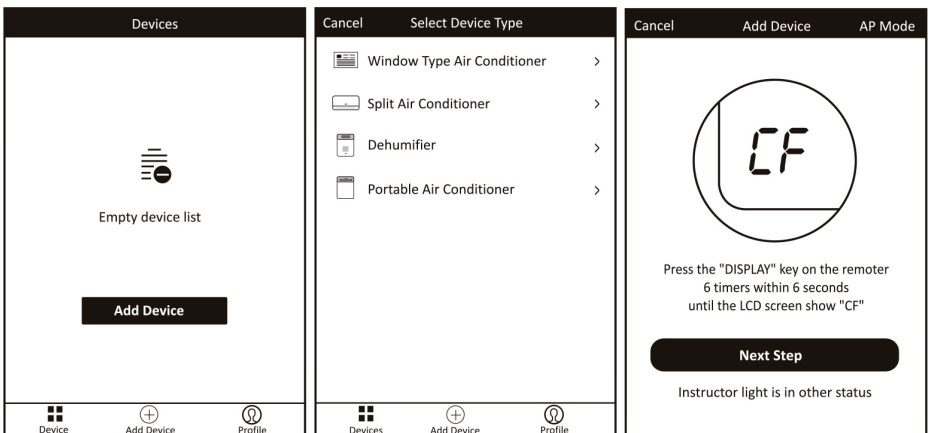 Devices
Empty device list
Add Device
Device
Add Device
Profile
Cancel
Select Device Type
Window Type Air Conditioner
Split Air Conditioner
Dehumifier
Portable Air Conditioner
Devices
Add Device
Profile
Cancel
Add Device
AP Mode
CF
Press the "DISPLAY" key on the remoter
6 timers within 6 seconds
until the LCD screen show "CF"
Next Step
Instructor light is in other status